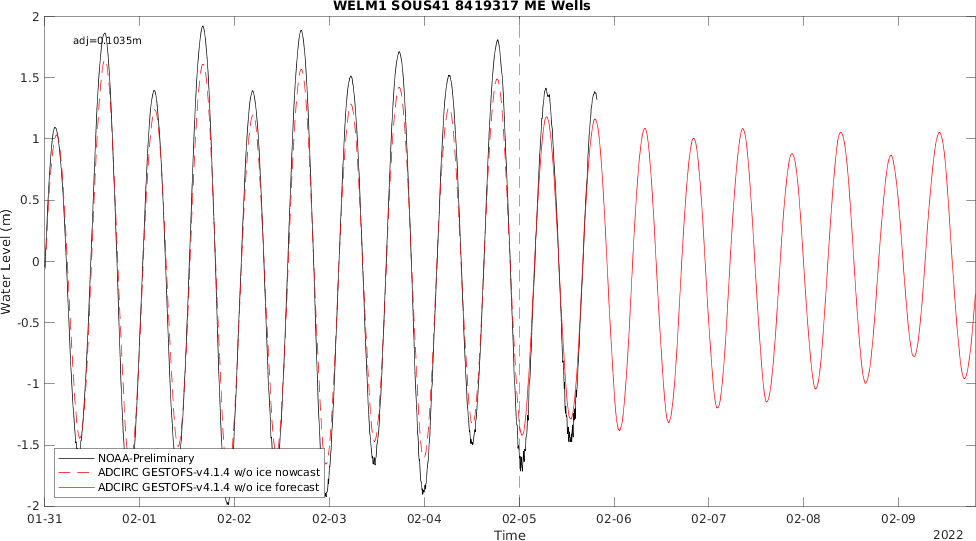 WELM1 SOUS41 8419317 ME Wells
adj=0.1035m
2
1.5
1
0.5
0
-0.5
-1
-1.5
-2
Water Level (m)
NOAA-Preliminary
ADCIRC GESTOFS-v4.1.4 w/o ice nowcast
ADCIRC GESTOFS-v4.1.4 w/o ice forecast
01-31 02-01 02-02 02-03 02-04 02-05 02-06 02-07 02-08 02-09
Time
2022